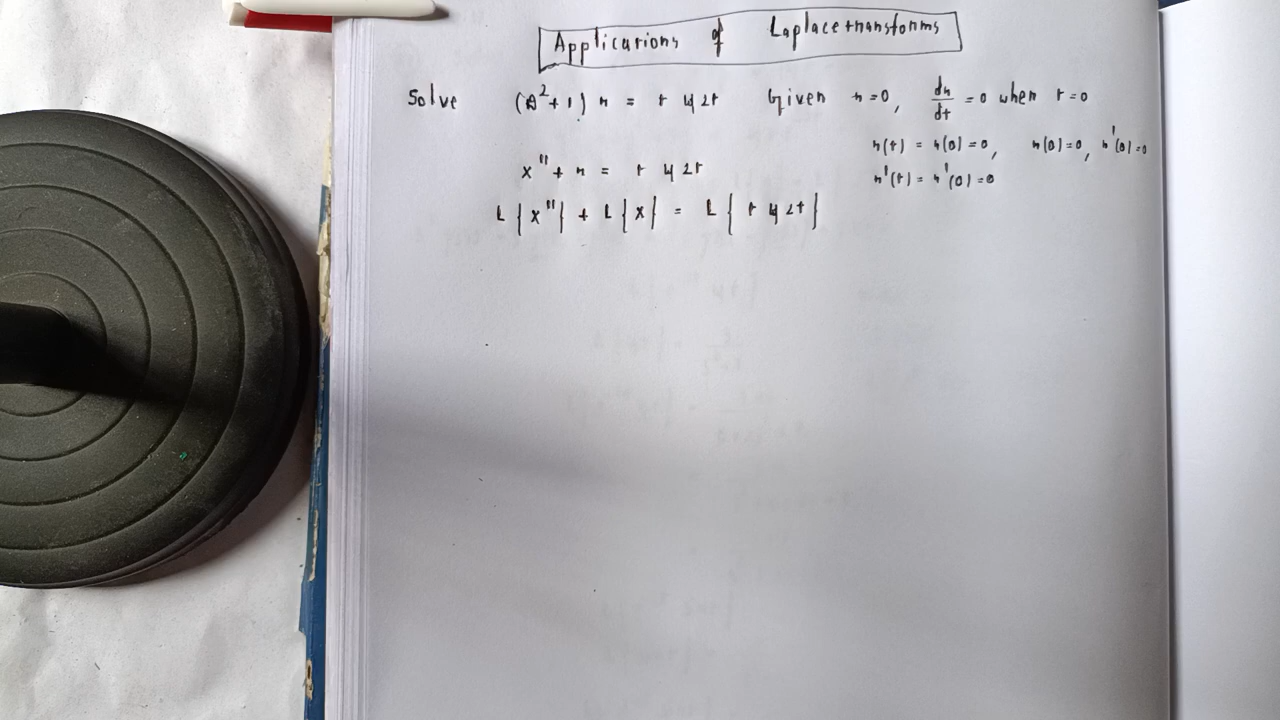 Applications of Laplace transforms
Solve (D²+1) x = t cos 2t Given x=0, dx/dt = 0 when t=0
x(t) = x(0) = 0, x(0)=0, x'(0)=0
x'(t) = x'(0) = 0
x'' + x = t cos 2t
L{x''} + L{x} = L{t cos 2t}